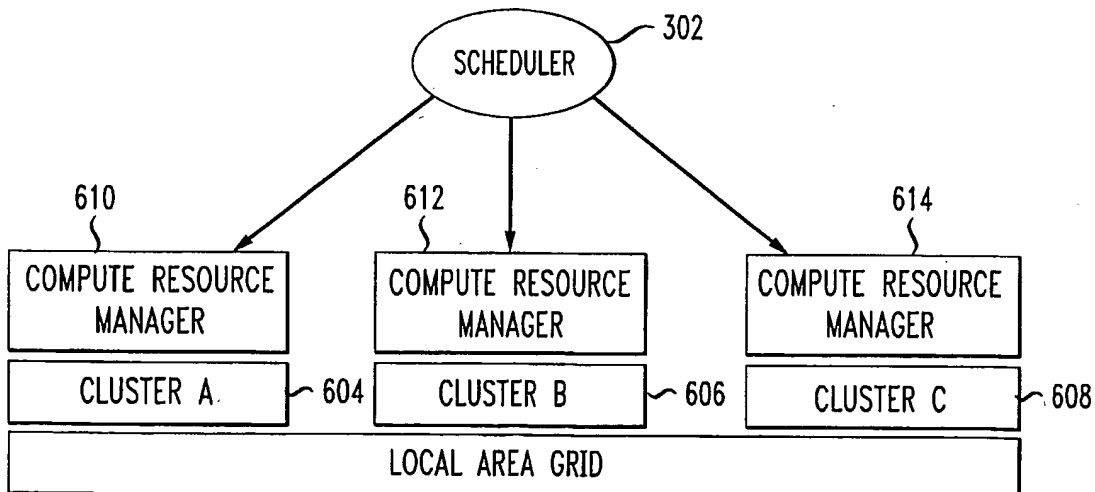 302
SCHEDULER
610
612
614
COMPUTE RESOURCE
MANAGER
COMPUTE RESOURCE
MANAGER
COMPUTE RESOURCE
MANAGER
CLUSTER A
604
CLUSTER B
606
CLUSTER C
608
LOCAL AREA GRID